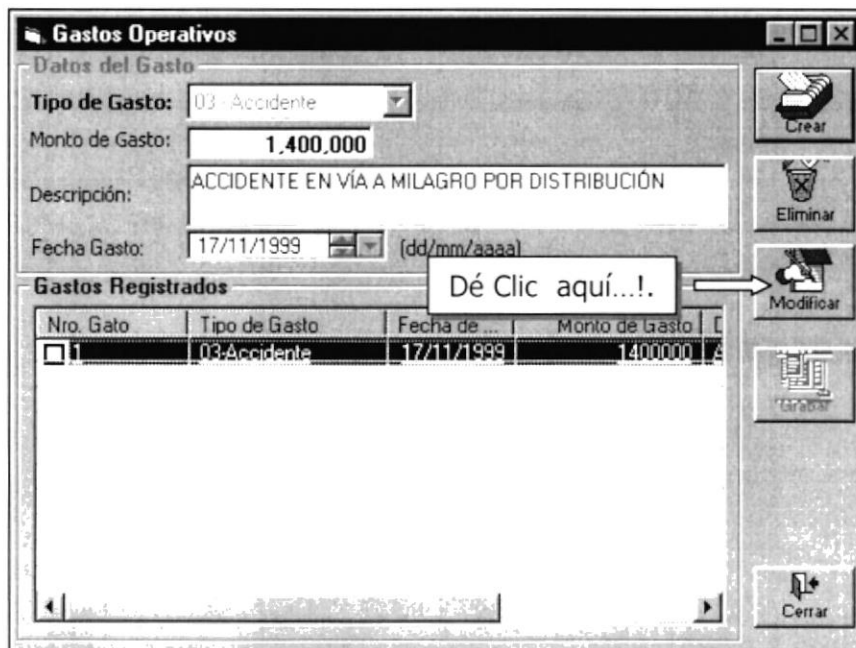 Gastos Operativos
Datos del Gasto
Tipo de Gasto: 03 - Accidente
Monto de Gasto: 1,400,000
Descripción: ACCIDENTE EN VÍA A MILAGRO POR DISTRIBUCIÓN
Fecha Gasto: 17/11/1999 (dd/mm/aaaa)
Crear
Eliminar
Modificar
Grabar
Cerrar
Dé Clic aquí...!.
Gastos Registrados
Nro. Gato Tipo de Gasto Fecha de ... Monto de Gasto D
1 03-Accidente 17/11/1999 1400000 A